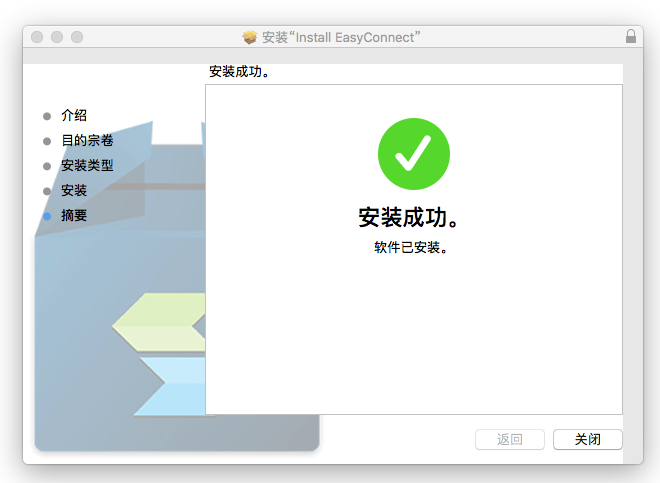 安装“Install EasyConnect”
安装成功。
介绍
目的宗卷
安装类型
安装
摘要
安装成功。
软件已安装。
返回
关闭